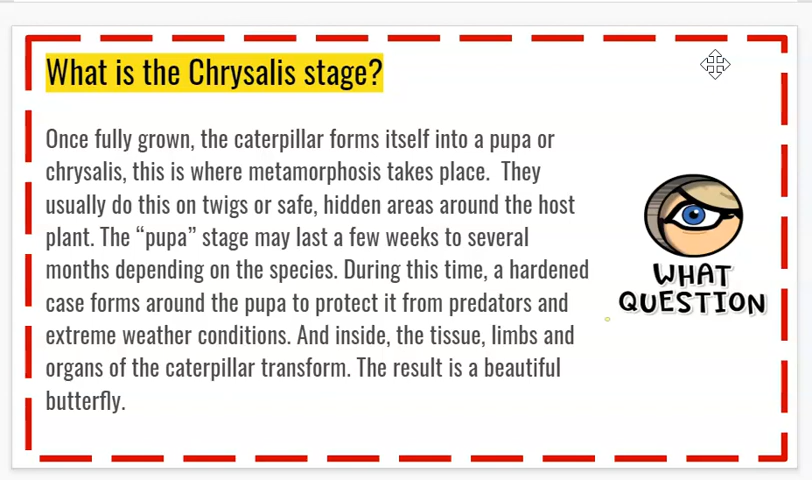 What is the Chrysalis stage?
Once fully grown, the caterpillar forms itself into a pupa or
chrysalis, this is where metamorphosis takes place.  They
usually do this on twigs or safe, hidden areas around the host
plant. The “pupa” stage may last a few weeks to several
months depending on the species. During this time, a hardened
case forms around the pupa to protect it from predators and
extreme weather conditions. And inside, the tissue, limbs and
organs of the caterpillar transform. The result is a beautiful
butterfly.
WHAT
QUESTION